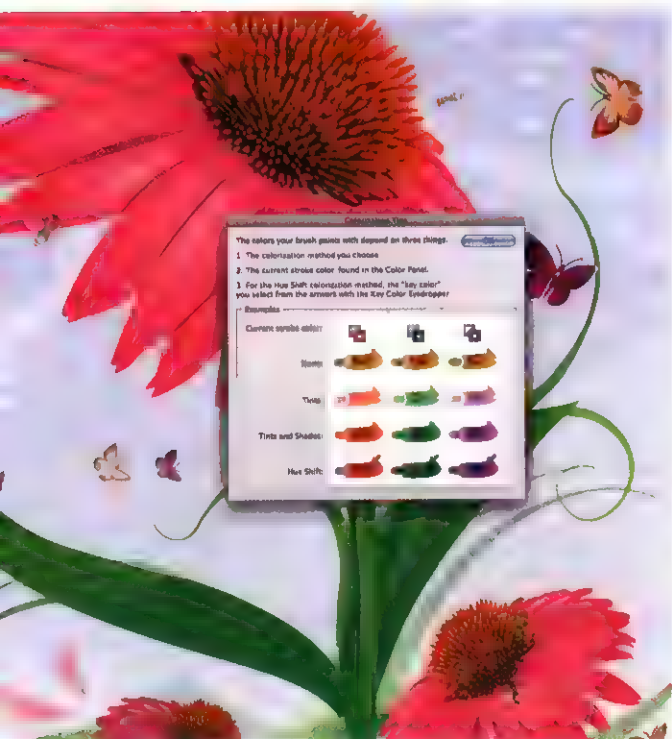 Colorization Tips
The colors your brush paints with depend on three things.
1 The colorization method you choose
2. The current stroke color found in the Color Panel.
3 For the Hue Shift colorization method, the "key color"
you select from the artwork with the Key Color Eyedropper
Examples
Current stroke color:
None:
Tints:
Tints and Shades:
Hue Shift: